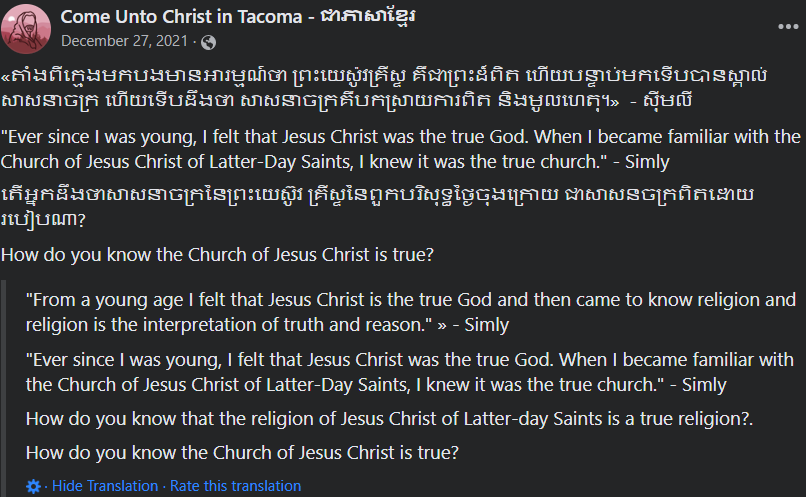 Come Unto Christ in Tacoma - ជាភាសាខ្មែរ
December 27, 2021 ·
«តាំងពីក្មេងមកបងមានអារម្មណ៍ថា ព្រះយេស៊ូវគ្រីស្ទ គឺជាព្រះដ៏ពិត ហើយបន្ទាប់មកទើបបានស្គាល់
សាសនាចក្រ ហើយទើបដឹងថា សាសនាចក្រគឺបកស្រាយការពិត និងមូលហេតុ។» - ស៊ីមលី
"Ever since I was young, I felt that Jesus Christ was the true God. When I became familiar with the
Church of Jesus Christ of Latter-Day Saints, I knew it was the true church." - Simly
តើអ្នកដឹងថាសាសនាចក្រនៃព្រះយេស៊ូវ គ្រីស្ទនៃពួកបរិសុទ្ធថ្ងៃចុងក្រោយ ជាសាសនចក្រពិតដោយ
របៀបណា?
How do you know the Church of Jesus Christ is true?
"From a young age I felt that Jesus Christ is the true God and then came to know religion and
religion is the interpretation of truth and reason." » - Simly
"Ever since I was young, I felt that Jesus Christ was the true God. When I became familiar with
the Church of Jesus Christ of Latter-Day Saints, I knew it was the true church." - Simly
How do you know that the religion of Jesus Christ of Latter-day Saints is a true religion?.
How do you know the Church of Jesus Christ is true?
· Hide Translation · Rate this translation